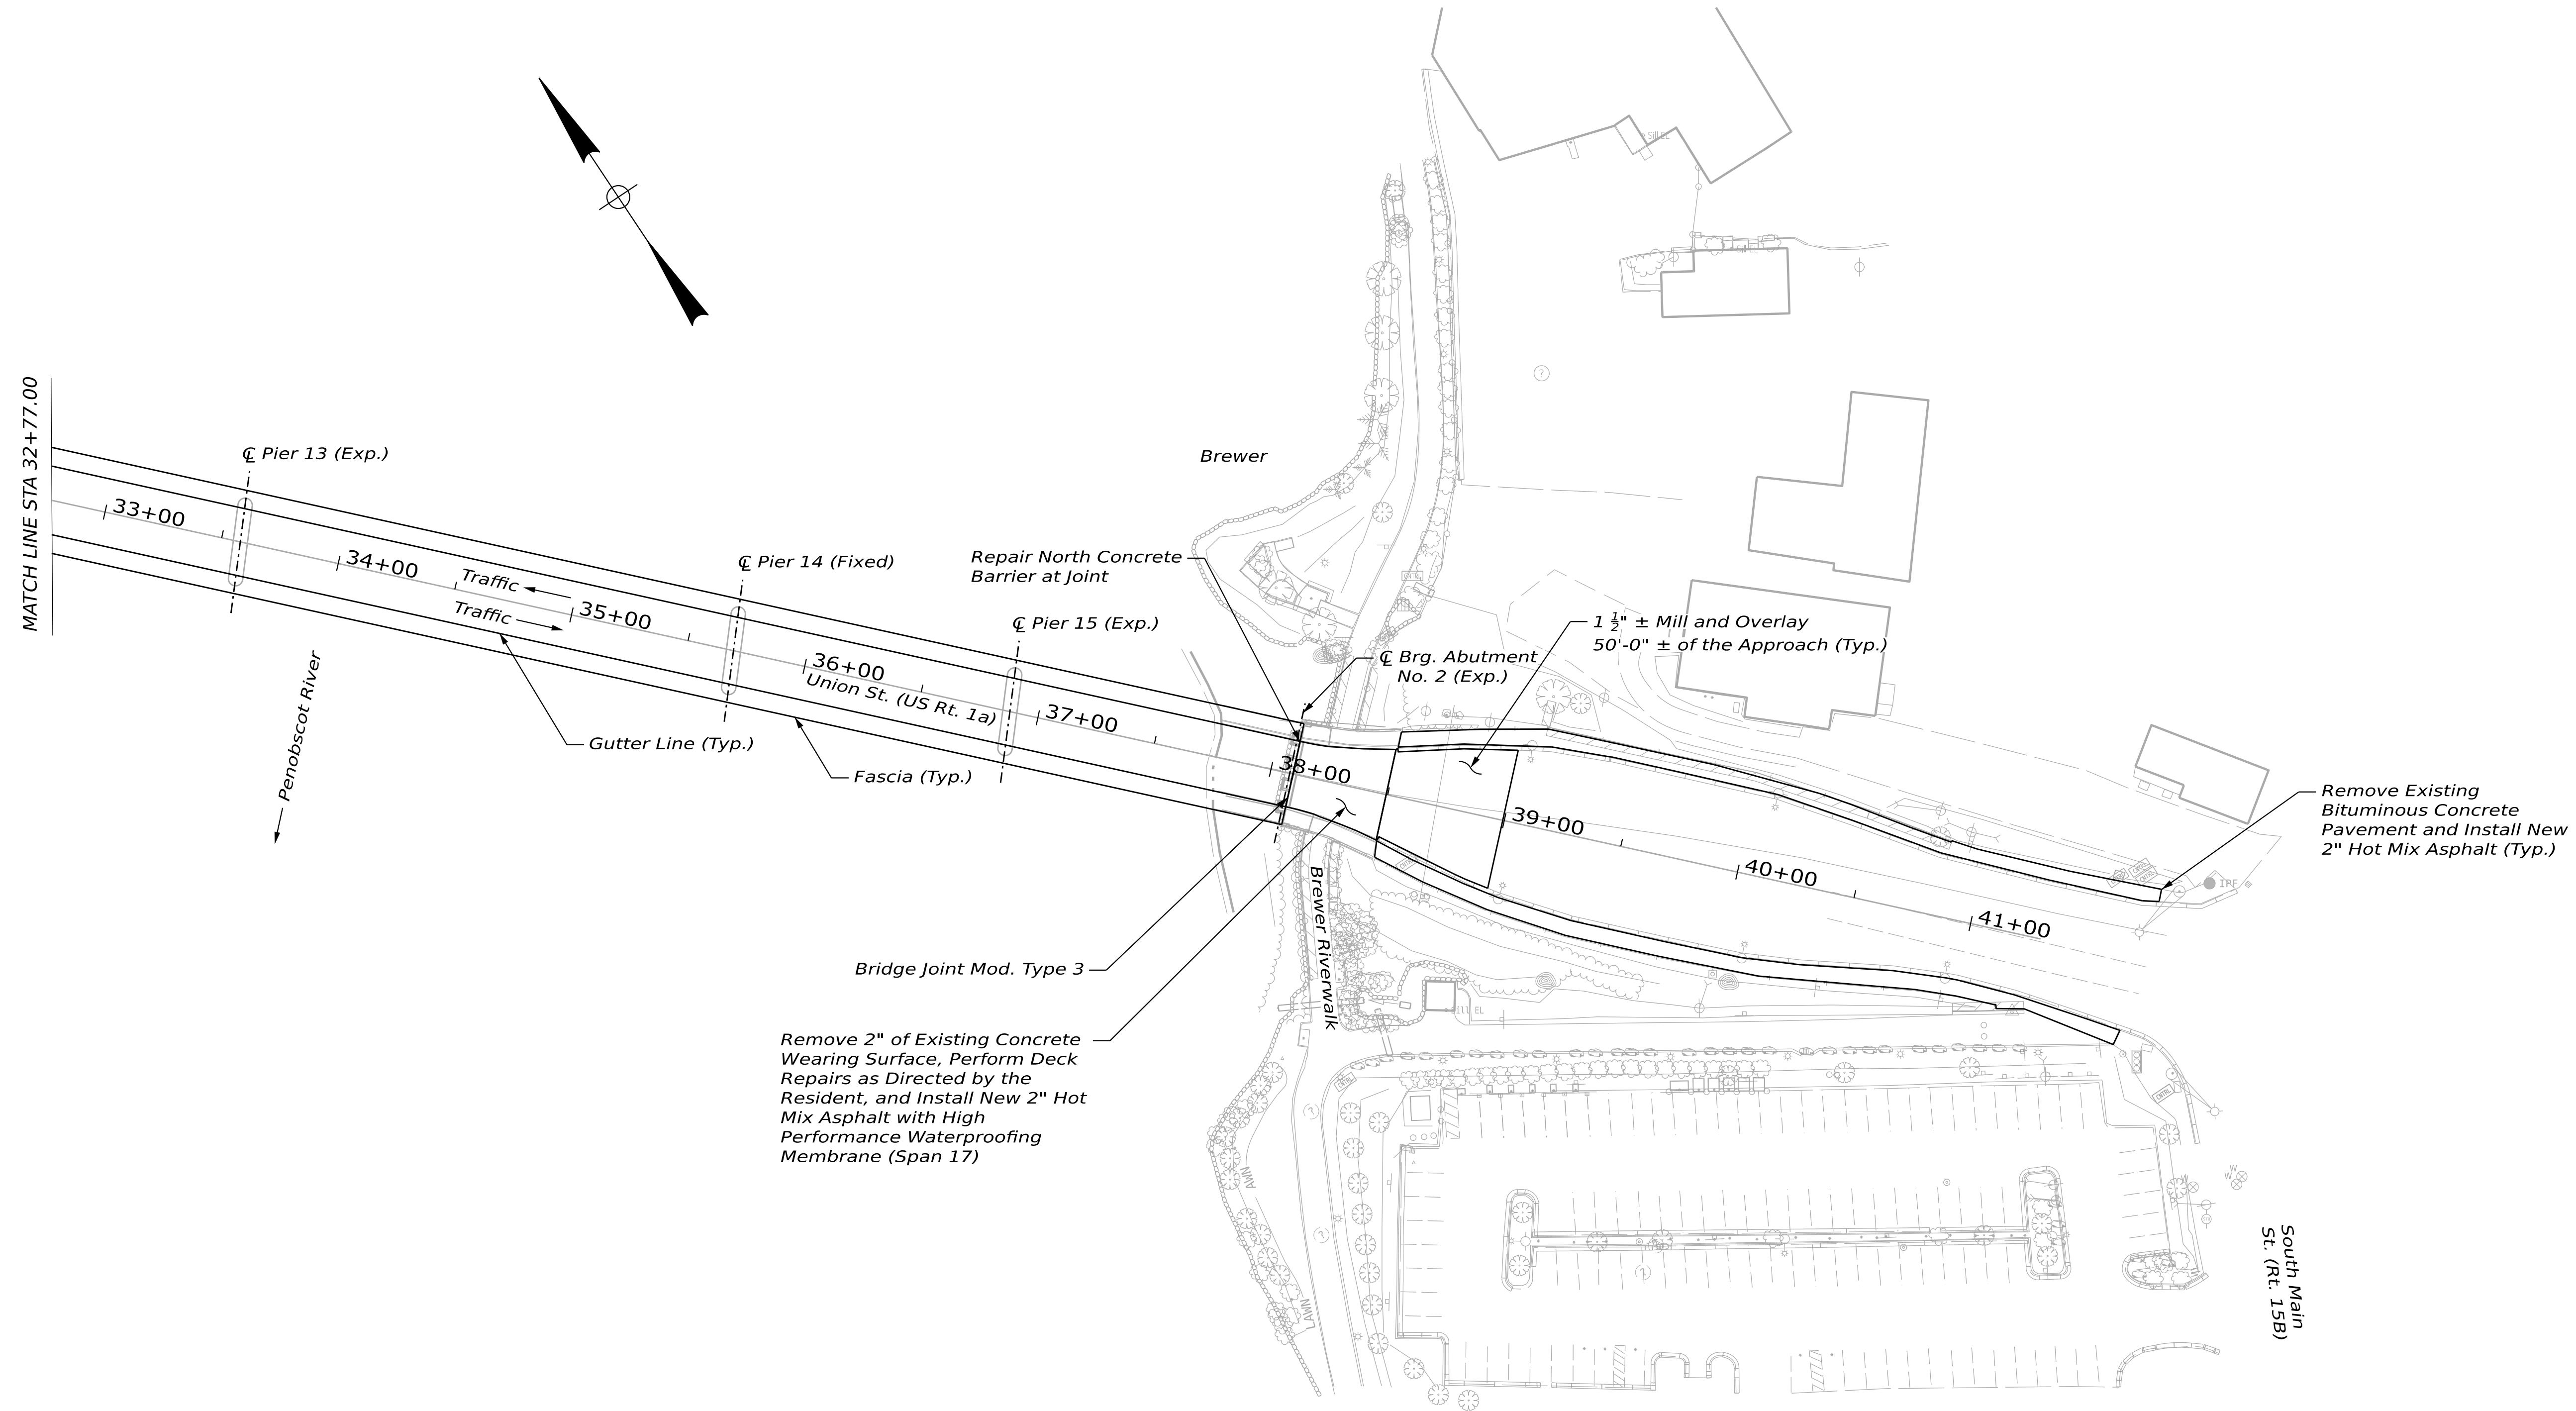 MATCH LINE STA 32+77.00
℄ Pier 13 (Exp.)
33+00
34+00
Traffic
Traffic
35+00
℄ Pier 14 (Fixed)
36+00
Union St. (US Rt. 1a)
℄ Pier 15 (Exp.)
37+00
Penobscot River
Gutter Line (Typ.)
Fascia (Typ.)
Brewer
Repair North Concrete
Barrier at Joint
℄ Brg. Abutment
No. 2 (Exp.)
1 ½" ± Mill and Overlay
50'-0" ± of the Approach (Typ.)
38+00
39+00
40+00
41+00
Remove Existing
Bituminous Concrete
Pavement and Install New
2" Hot Mix Asphalt (Typ.)
Bridge Joint Mod. Type 3
Brewer Riverwalk
Remove 2" of Existing Concrete
Wearing Surface, Perform Deck
Repairs as Directed by the
Resident, and Install New 2" Hot
Mix Asphalt with High
Performance Waterproofing
Membrane (Span 17)
South Main
St. (Rt. 15B)
IPF
Sill EL
W
W